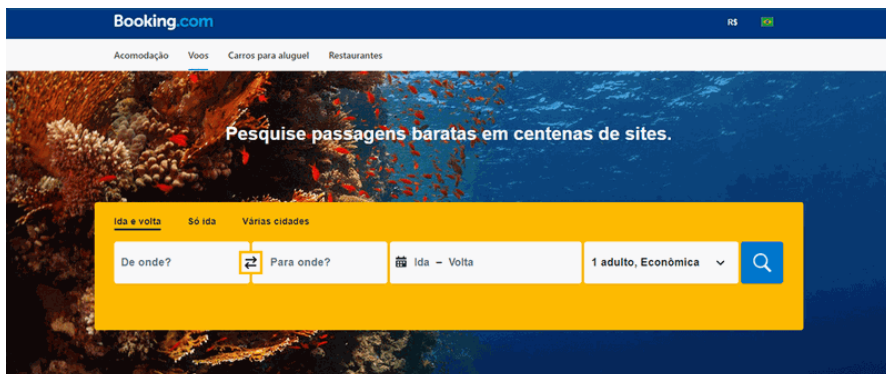 Booking.com
R$
Acomodação Voos Carros para aluguel Restaurantes
Pesquise passagens baratas em centenas de sites.
Ida e volta Só ida Várias cidades
De onde? Para onde? Ida – Volta 1 adulto, Econômica